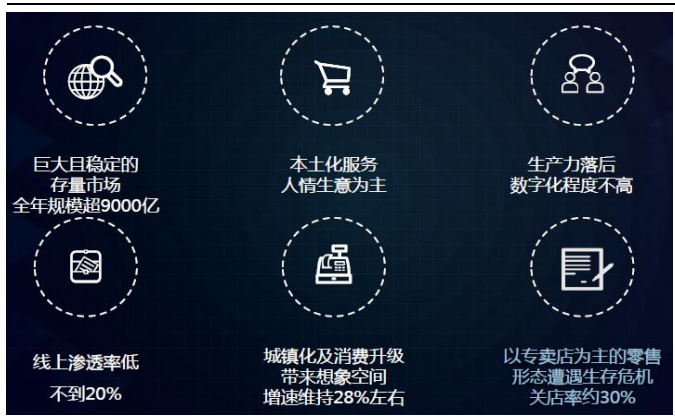 巨大且稳定的
存量市场
全年规模超9000亿
本土化服务
人情生意为主
生产力落后
数字化程度不高
线上渗透率低
不到20%
城镇化及消费升级
带来想象空间
增速维持28%左右
以专卖店为主的零售
形态遭遇生存危机
关店率约30%